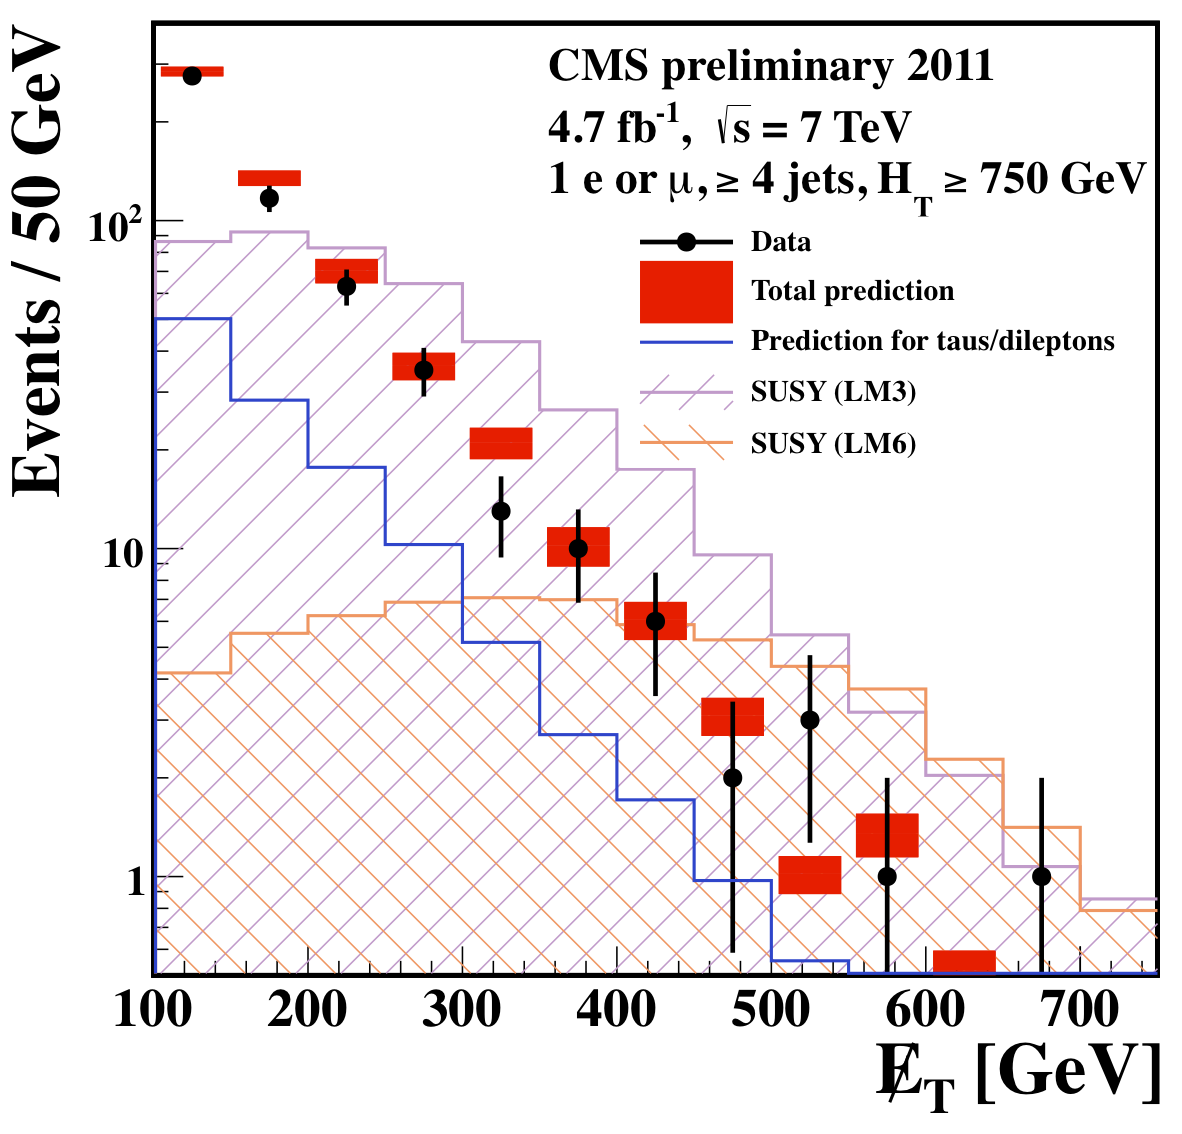 Events / 50 GeV
CMS preliminary 2011
4.7 fb⁻¹, √s = 7 TeV
1 e or μ, ≥ 4 jets, H_T ≥ 750 GeV
Data
Total prediction
Prediction for taus/dileptons
SUSY (LM3)
SUSY (LM6)
10²
10
1
100 200 300 400 500 600 700
E̸_T [GeV]